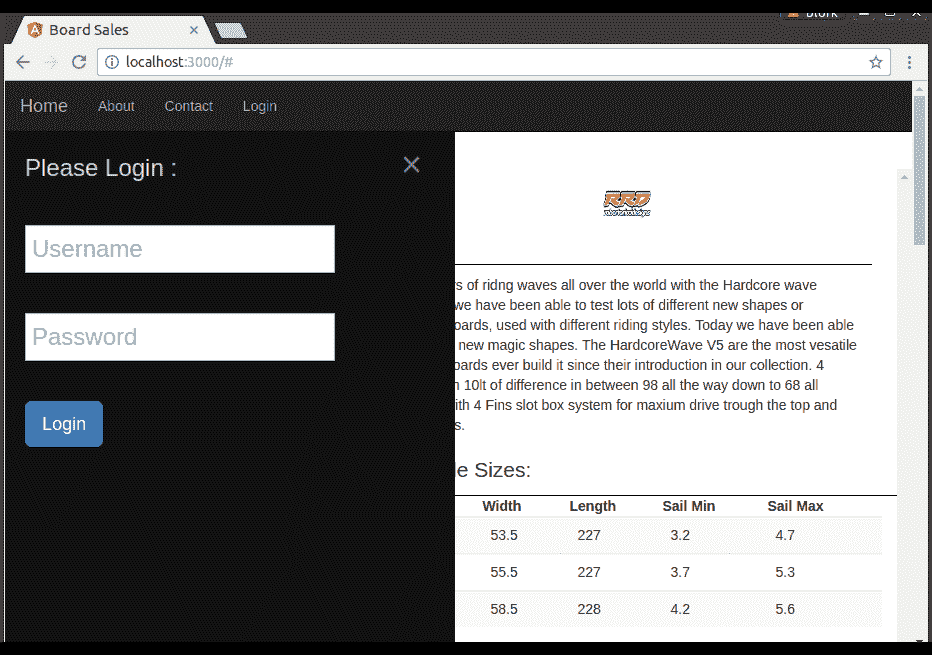 Board Sales
localhost:3000/#
Home About Contact Login
Please Login :
Username
Password
Login
RRD
s of ridng waves all over the world with the Hardcore wave
we have been able to test lots of different new shapes or
oards, used with different riding styles. Today we have been able
new magic shapes. The HardcoreWave V5 are the most vesatile
oards ever build it since their introduction in our collection. 4
10lt of difference in between 98 all the way down to 68 all
ith 4 Fins slot box system for maxium drive trough the top and
s.
e Sizes:
Width Length Sail Min Sail Max
53.5 227 3.2 4.7
55.5 227 3.7 5.3
58.5 228 4.2 5.6